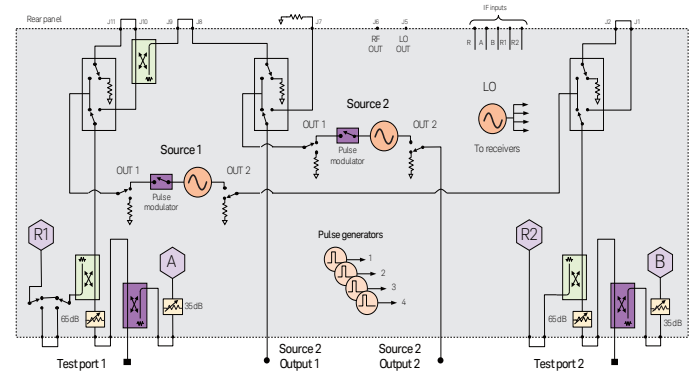 Rear panel
J11
J10
J9
J8
J7
J6
J5
IF inputs
J2
J1
RF
OUT
LO
OUT
R
A
B
R1
R2
LO
To receivers
Source 2
OUT 1
OUT 2
Pulse
modulator
Source 1
OUT 1
OUT 2
Pulse
modulator
Pulse generators
1
2
3
4
R1
A
R2
B
65dB
35dB
65dB
35dB
Test port 1
Source 2
Output 1
Source 2
Output 2
Test port 2